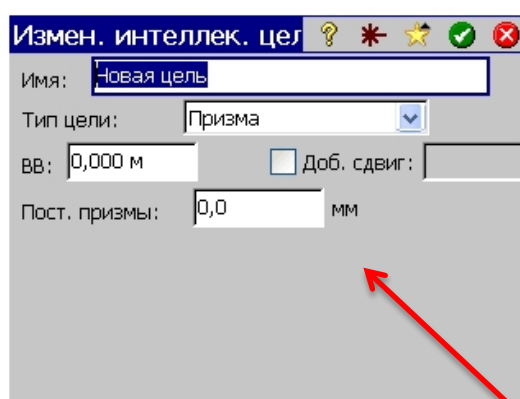 Измен. интеллек. цел
Имя: Новая цель
Тип цели: Призма
ВВ: 0,000 м Доб. сдвиг:
Пост. призмы: 0,0 мм